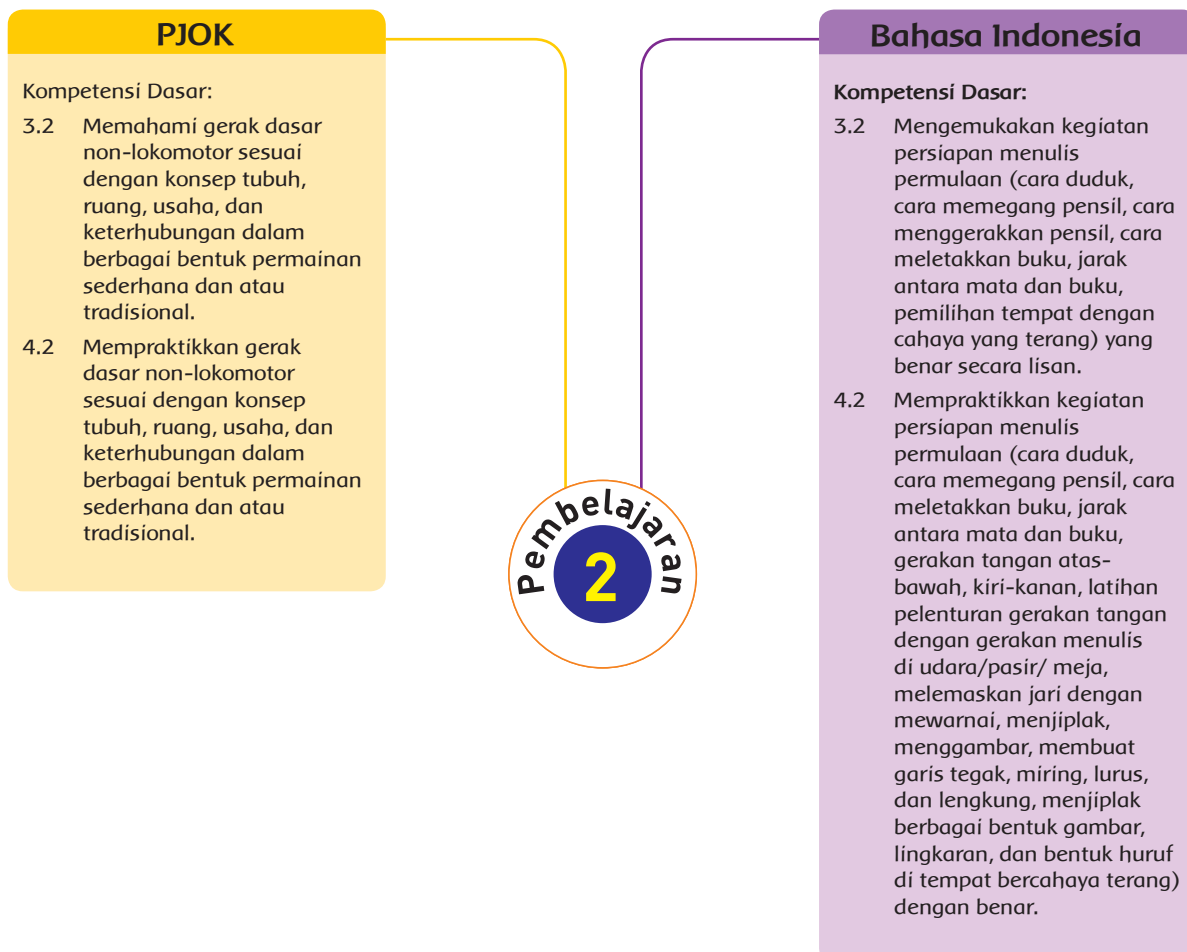 PJOK
Kompetensi Dasar:
3.2 Memahami gerak dasar
non-lokomotor sesuai
dengan konsep tubuh,
ruang, usaha, dan
keterhubungan dalam
berbagai bentuk permainan
sederhana dan atau
tradisional.
4.2 Mempraktikkan gerak
dasar non-lokomotor
sesuai dengan konsep
tubuh, ruang, usaha, dan
keterhubungan dalam
berbagai bentuk permainan
sederhana dan atau
tradisional.
Pembelajaran
2
Bahasa Indonesia
Kompetensi Dasar:
3.2 Mengemukakan kegiatan
persiapan menulis
permulaan (cara duduk,
cara memegang pensil, cara
menggerakkan pensil, cara
meletakkan buku, jarak
antara mata dan buku,
pemilihan tempat dengan
cahaya yang terang) yang
benar secara lisan.
4.2 Mempraktikkan kegiatan
persiapan menulis
permulaan (cara duduk,
cara memegang pensil, cara
meletakkan buku, jarak
antara mata dan buku,
gerakan tangan atas-
bawah, kiri-kanan, latihan
pelenturan gerakan tangan
dengan gerakan menulis
di udara/pasir/ meja,
melemaskan jari dengan
mewarnai, menjiplak,
menggambar, membuat
garis tegak, miring, lurus,
dan lengkung, menjiplak
berbagai bentuk gambar,
lingkaran, dan bentuk huruf
di tempat bercahaya terang)
dengan benar.